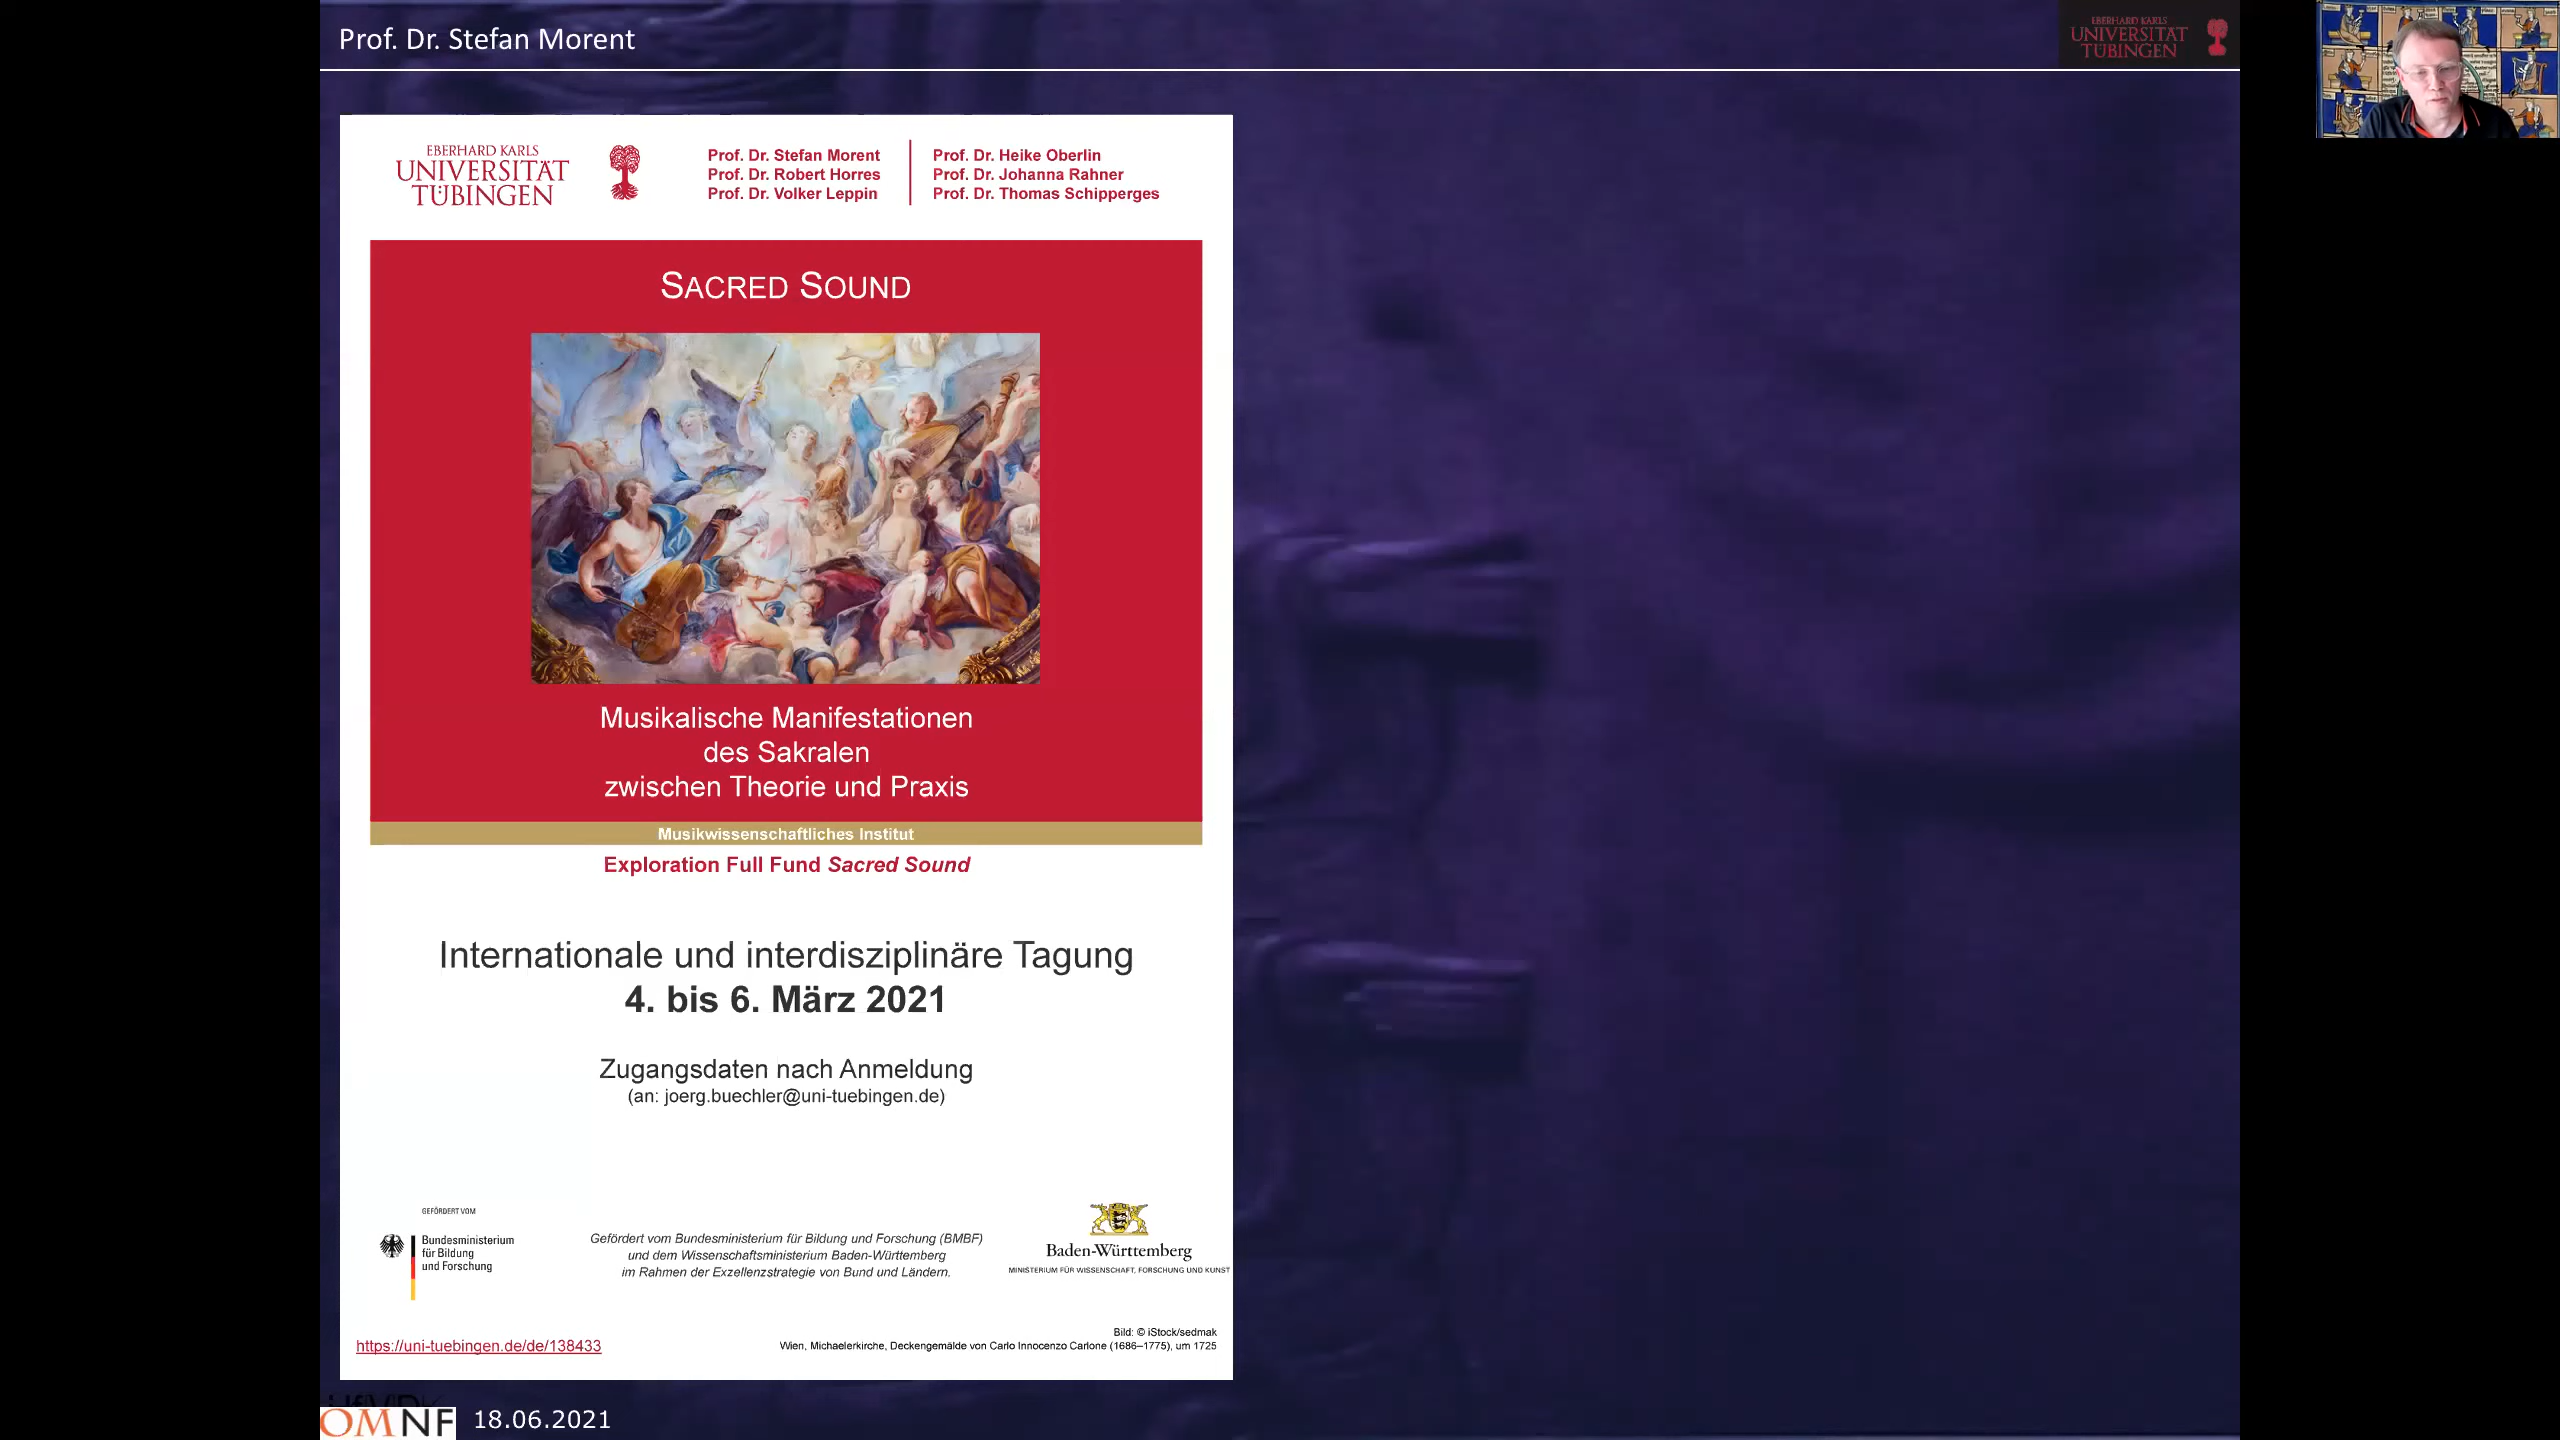 Prof. Dr. Stefan Morent
EBERHARD KARLS
UNIVERSITÄT
TÜBINGEN
EBERHARD KARLS
UNIVERSITÄT
TÜBINGEN
Prof. Dr. Stefan Morent
Prof. Dr. Robert Horres
Prof. Dr. Volker Leppin
Prof. Dr. Heike Oberlin
Prof. Dr. Johanna Rahner
Prof. Dr. Thomas Schipperges
SACRED SOUND
Musikalische Manifestationen
des Sakralen
zwischen Theorie und Praxis
Musikwissenschaftliches Institut
Exploration Full Fund Sacred Sound
Internationale und interdisziplinäre Tagung
4. bis 6. März 2021
Zugangsdaten nach Anmeldung
(an: joerg.buechler@uni-tuebingen.de)
GEFÖRDERT VOM
Bundesministerium
für Bildung
und Forschung
Gefördert vom Bundesministerium für Bildung und Forschung (BMBF)
und dem Wissenschaftsministerium Baden-Württemberg
im Rahmen der Exzellenzstrategie von Bund und Ländern.
Baden-Württemberg
MINISTERIUM FÜR WISSENSCHAFT, FORSCHUNG UND KUNST
https://uni-tuebingen.de/de/138433
Bild: © iStock/sedmak
Wien, Michaelerkirche, Deckengemälde von Carlo Innocenzo Carlone (1686–1775), um 1725
OMNF
18.06.2021